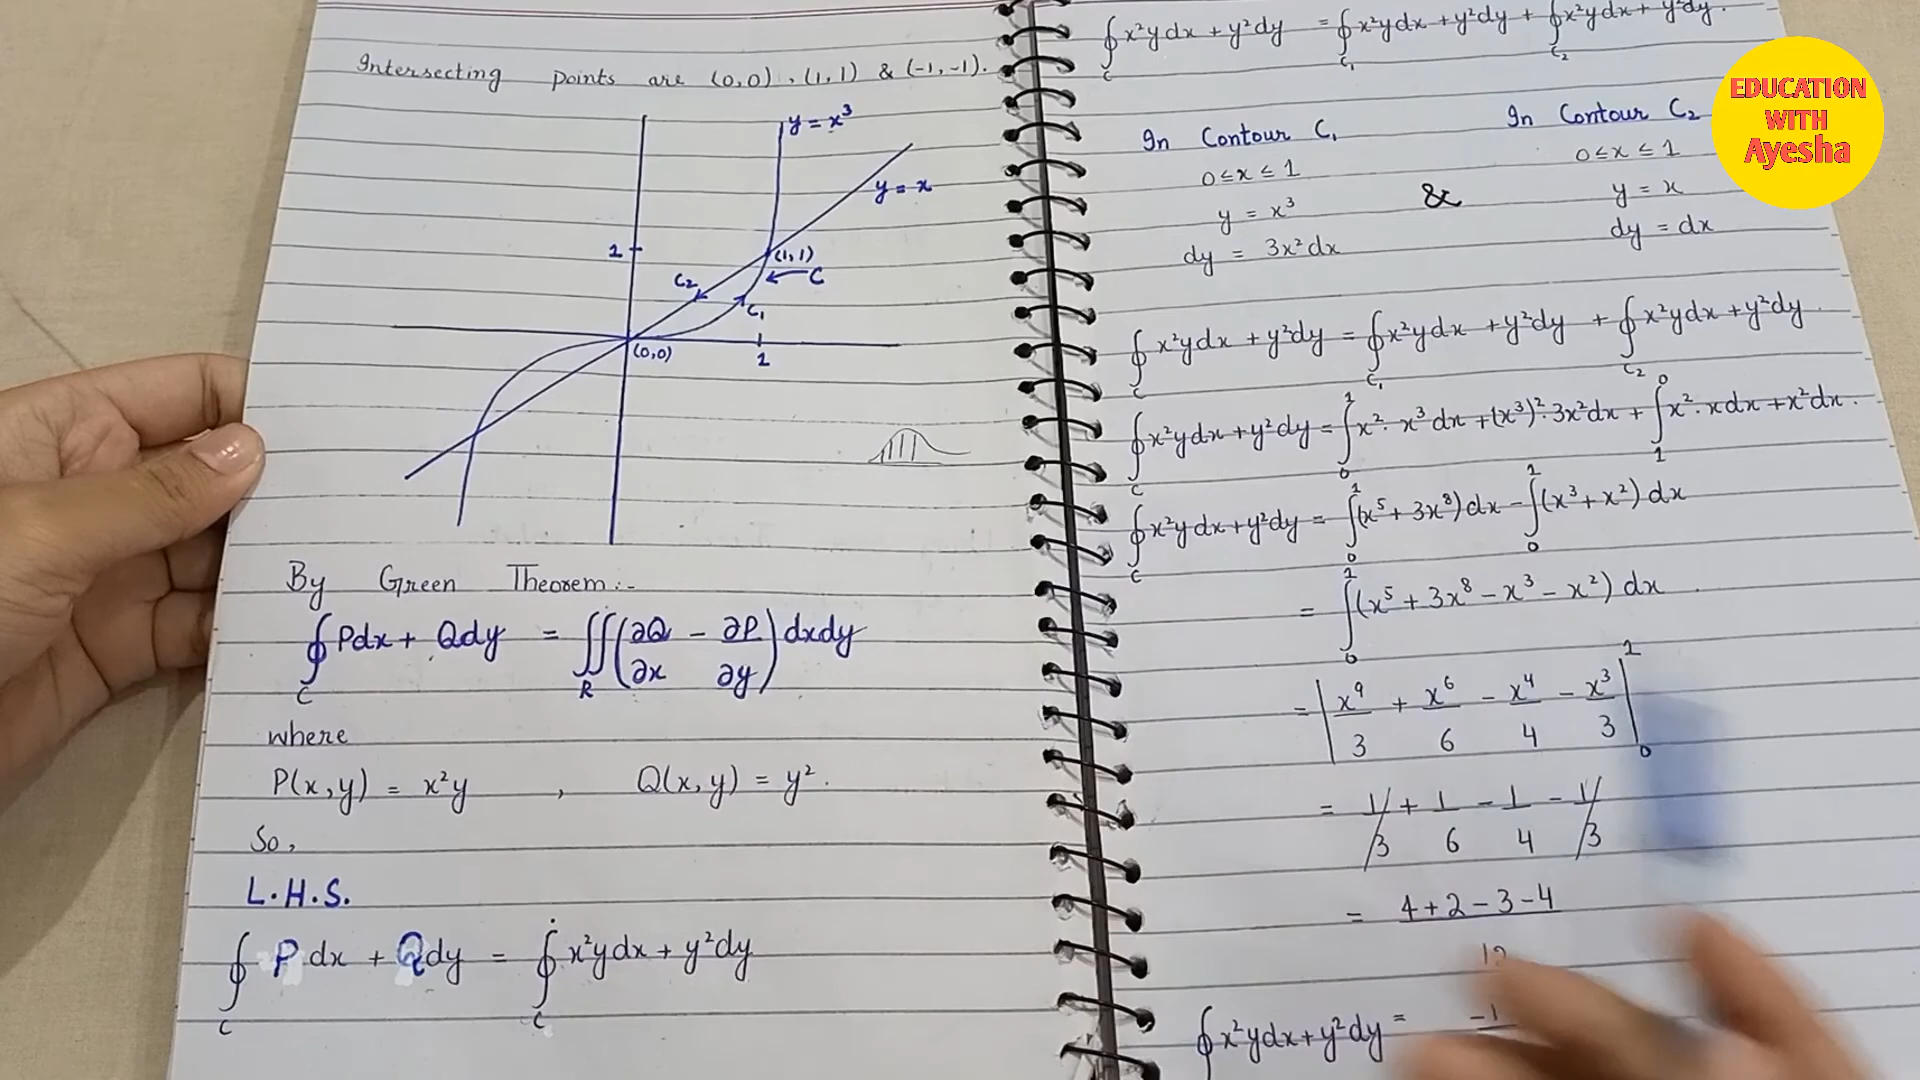 Intersecting points are (0,0), (1,1) & (-1,-1).
y = x³
y = x
1
(1,1)
C₂
C
C₁
(0,0)
1
By Green Theorem:-
∮_C Pdx + Qdy = ∬_R (∂Q/∂x - ∂P/∂y) dxdy
where
P(x,y) = x²y , Q(x,y) = y².
So,
L.H.S.
∮_C P dx + Qdy = ∮_C x²ydx + y²dy
∮_C x²ydx + y²dy = ∮_C₁ x²ydx + y²dy + ∮_C₂ x²ydx + y²dy.
In Contour C₁
0≤x≤1
y = x³
dy = 3x²dx
&
In Contour C₂
0≤x≤1
y = x
dy = dx
∮_C x²ydx + y²dy = ∮_C₁ x²ydx + y²dy + ∮_C₂ x²ydx + y²dy.
∮_C x²ydx + y²dy = ∫₀¹ x². x³dx + (x³)². 3x²dx + ∫₁⁰ x². xdx + x²dx.
∮_C x²ydx + y²dy = ∫₀¹ (x⁵ + 3x⁸) dx - ∫₀¹ (x³ + x²) dx
= ∫₀¹ (x⁵ + 3x⁸ - x³ - x²) dx
= | x⁹/3 + x⁶/6 - x⁴/4 - x³/3 |₀¹
= 1/3 + 1/6 - 1/4 - 1/3
= 4+2-3-4
∮ x²ydx + y²dy = -1
EDUCATION
WITH
Ayesha